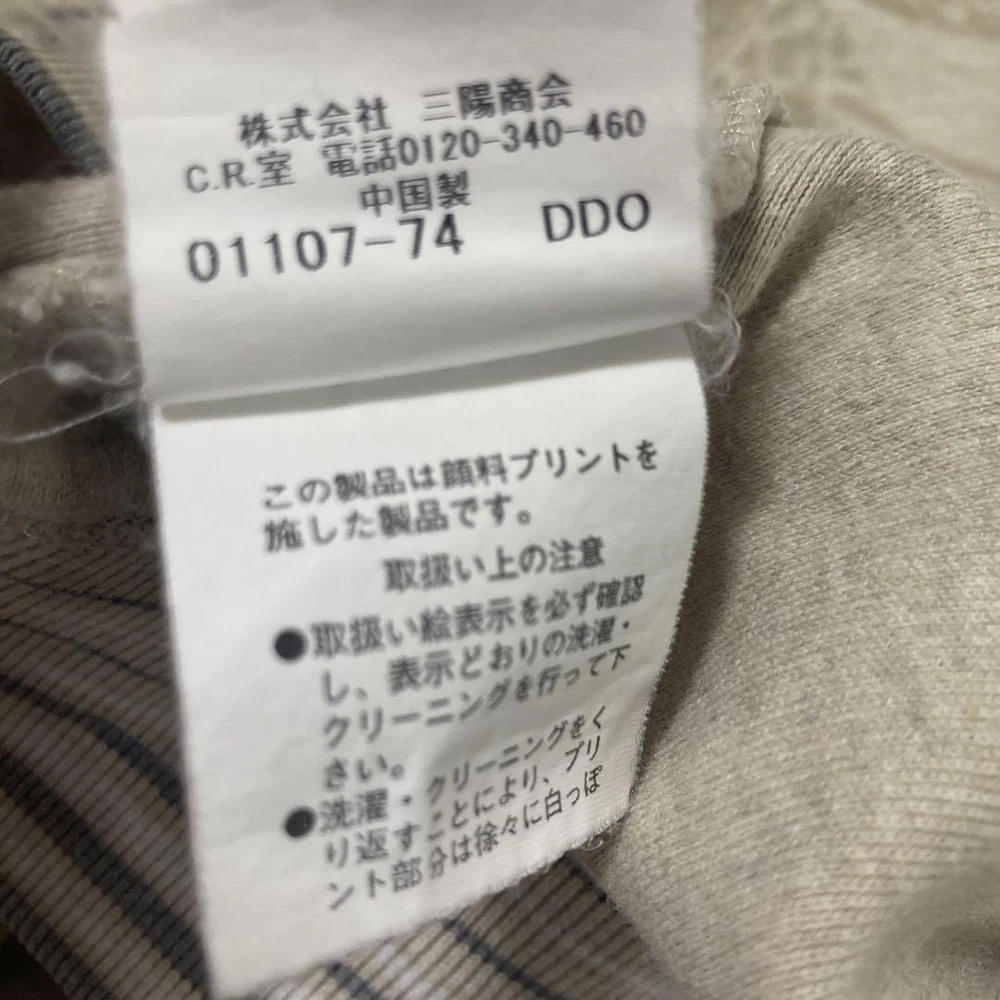 株式会社 三陽商会
C.R.室 電話0120-340-460
中国製
01107-74 DDO
この製品は顔料プリントを
施した製品です。
取扱い上の注意
●取扱い絵表示を必ず確認
し、表示どおりの洗濯・
クリーニングを行って下
さい。
●洗濯・クリーニングをく
り返すことにより、プリ
ント部分は徐々に白っぽ